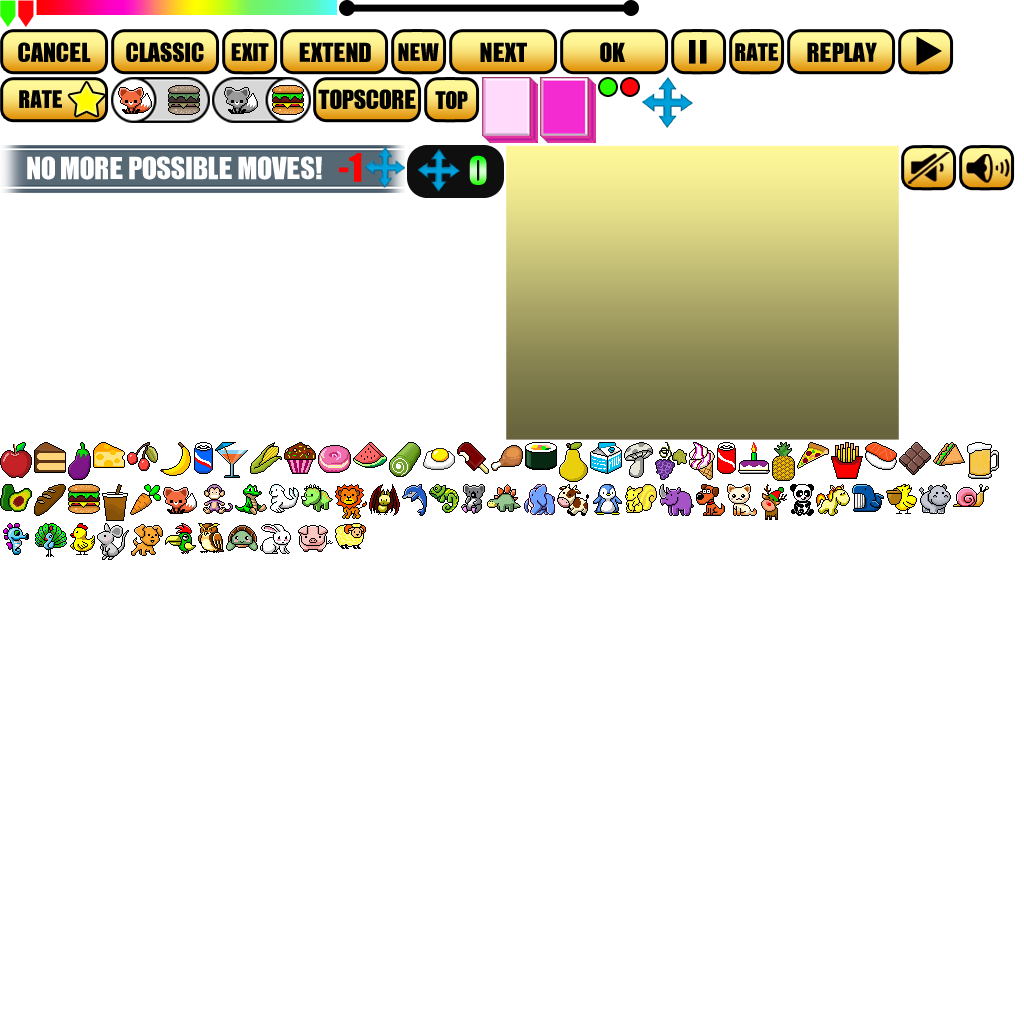 CANCEL CLASSIC EXIT EXTEND NEW NEXT OK RATE REPLAY
RATE TOPSCORE TOP
NO MORE POSSIBLE MOVES! -1 0